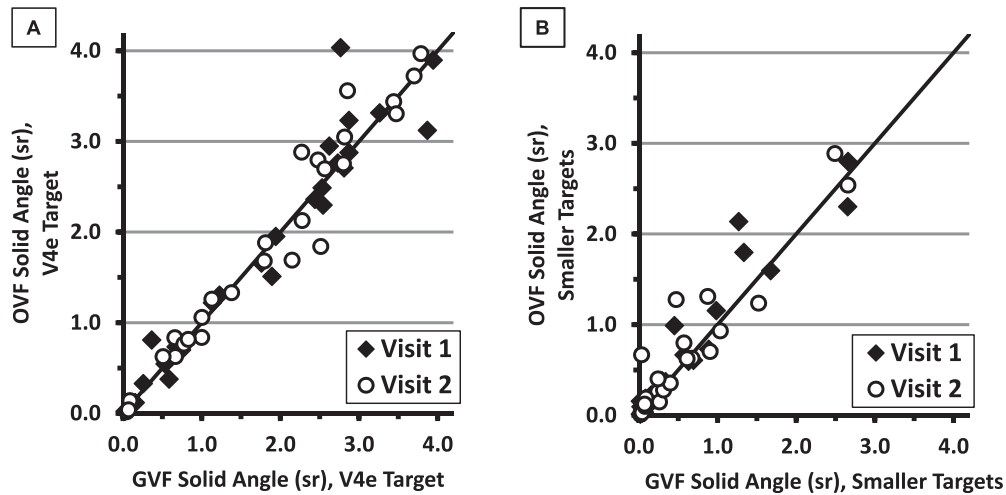 A
OVF Solid Angle (sr),
V4e Target
4.0
3.0
2.0
1.0
0.0
0.0 1.0 2.0 3.0 4.0
GVF Solid Angle (sr), V4e Target
Visit 1
Visit 2
B
OVF Solid Angle (sr),
Smaller Targets
4.0
3.0
2.0
1.0
0.0
0.0 1.0 2.0 3.0 4.0
GVF Solid Angle (sr), Smaller Targets
Visit 1
Visit 2